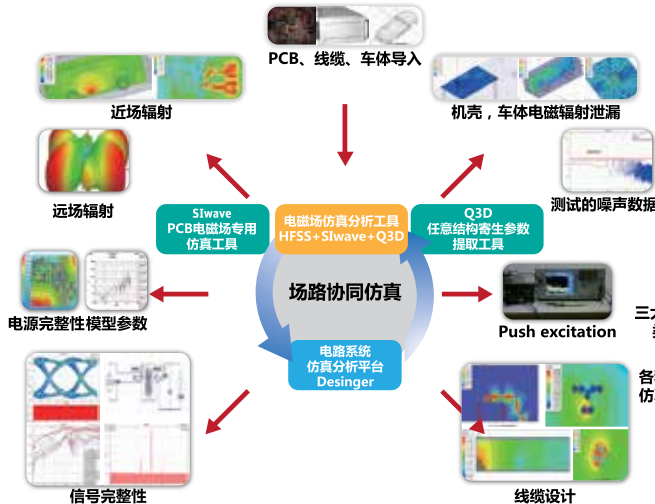 PCB、线缆、车体导入
近场辐射
机壳，车体电磁辐射泄漏
远场辐射
测试的噪声数据
SIwave
PCB电磁场专用
仿真工具
电磁场仿真分析工具
HFSS+SIwave+Q3D
Q3D
任意结构寄生参数
提取工具
场路协同仿真
电源完整性 模型参数
Push excitation
三大
各
仿
电路系统
仿真分析平台
Desinger
信号完整性
线缆设计